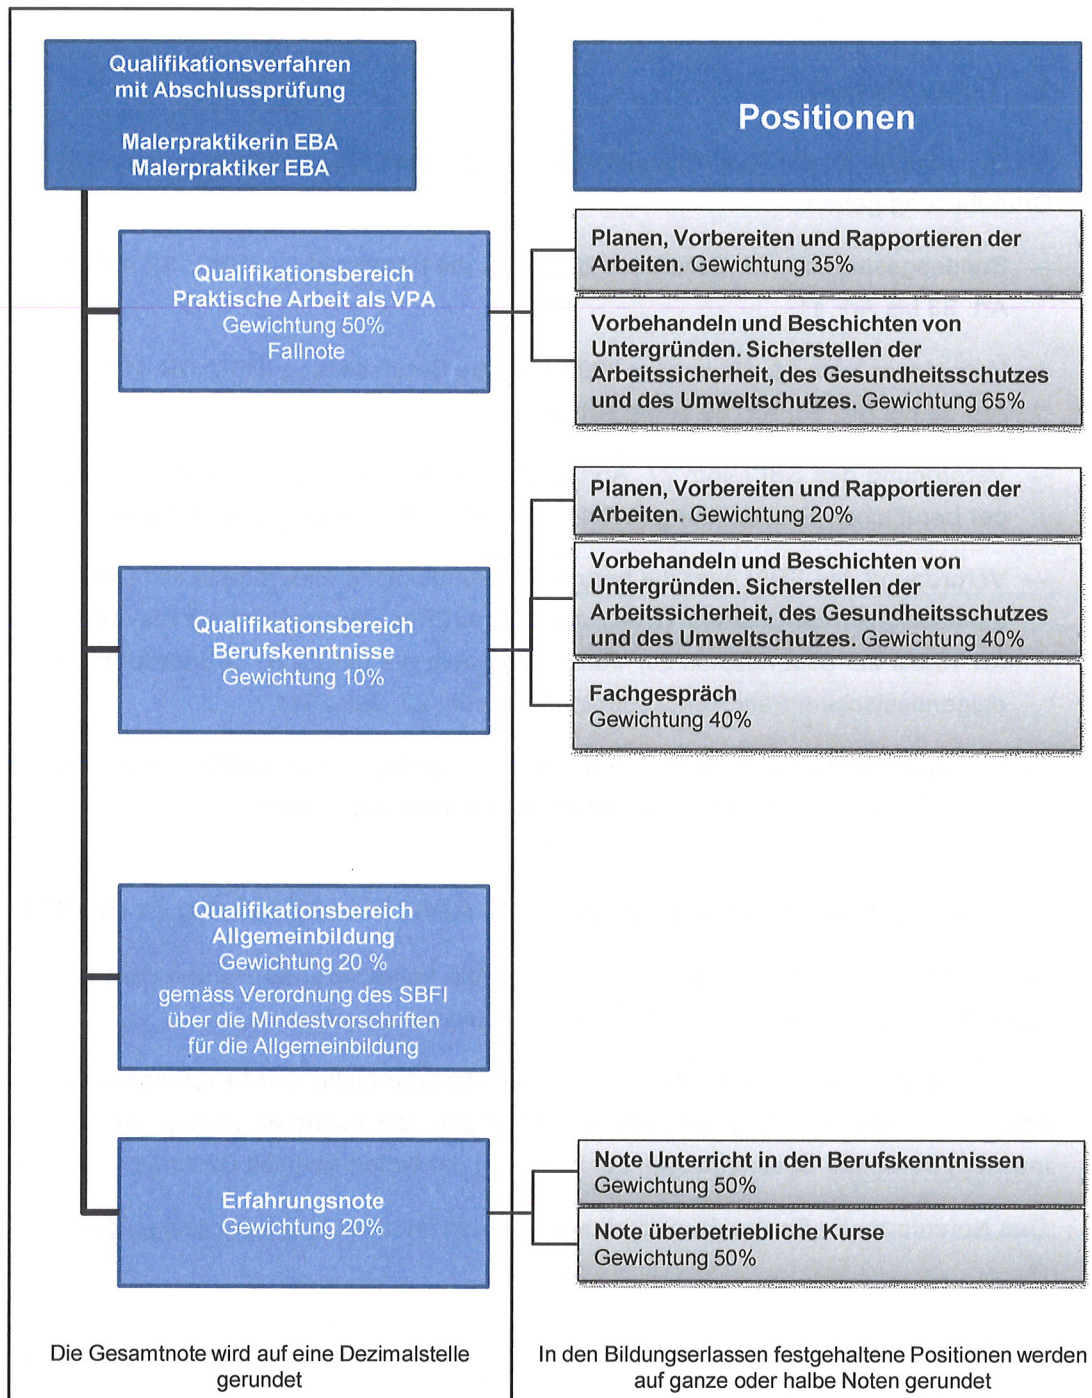 Qualifikationsverfahren
mit Abschlussprüfung
Malerpraktikerin EBA
Malerpraktiker EBA
Positionen
Qualifikationsbereich
Praktische Arbeit als VPA
Gewichtung 50%
Fallnote
Planen, Vorbereiten und Rapportieren der
Arbeiten. Gewichtung 35%
Vorbehandeln und Beschichten von
Untergründen. Sicherstellen der
Arbeitssicherheit, des Gesundheitsschutzes
und des Umweltschutzes. Gewichtung 65%
Qualifikationsbereich
Berufskenntnisse
Gewichtung 10%
Planen, Vorbereiten und Rapportieren der
Arbeiten. Gewichtung 20%
Vorbehandeln und Beschichten von
Untergründen. Sicherstellen der
Arbeitssicherheit, des Gesundheitsschutzes
und des Umweltschutzes. Gewichtung 40%
Fachgespräch
Gewichtung 40%
Qualifikationsbereich
Allgemeinbildung
Gewichtung 20 %
gemäss Verordnung des SBFI
über die Mindestvorschriften
für die Allgemeinbildung
Erfahrungsnote
Gewichtung 20%
Note Unterricht in den Berufskenntnissen
Gewichtung 50%
Note überbetriebliche Kurse
Gewichtung 50%
Die Gesamtnote wird auf eine Dezimalstelle
gerundet
In den Bildungserlassen festgehaltene Positionen werden
auf ganze oder halbe Noten gerundet